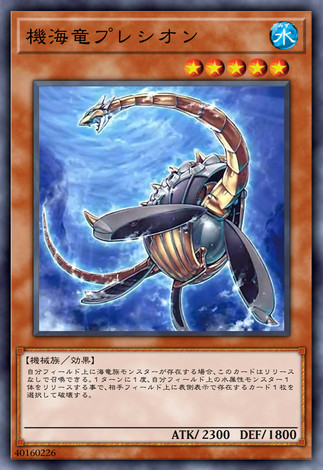 機海竜プレシオン
水
【機械族／効果】
自分フィールド上に海竜族モンスターが存在する場合、このカードはリリース
なしで召喚できる。１ターンに１度、自分フィールド上の水属性モンスター１
体をリリースする事で、相手フィールド上に表側表示で存在するカード１枚を
選択して破壊する。
ATK/ 2300 DEF/1800
40160226